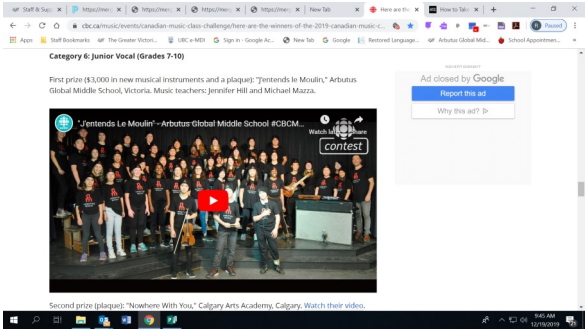 Staff & Sup
https://men
https://men
https://men
https://men
New Tab
Here are the
How to Take
cbc.ca/music/events/canadian-music-class-challenge/here-are-the-winners-of-the-2019-canadian-music-c...
Paused
Apps
Staff Bookmarks
The Greater Victori...
URC e-MDI
Sign in - Google Ac...
New Tab
Google
Restored Language...
Arbutus Global Mid...
School Appointmen...
»
Category 6: Junior Vocal (Grades 7-10)
ADVERTISEMENT
First prize ($3,000 in new musical instruments and a plaque): "J'entends le Moulin," Arbutus
Global Middle School, Victoria. Music teachers: Jennifer Hill and Michael Mazza.
Ad closed by Google
Report this ad
Why this ad?
"J'entends Le Moulin" - Arbutus Global Middle School #CBCM...
Watch later
Share
contest
Second prize (plaque): "Nowhere With You," Calgary Arts Academy, Calgary. Watch their video.
9:45 AM
12/19/2019